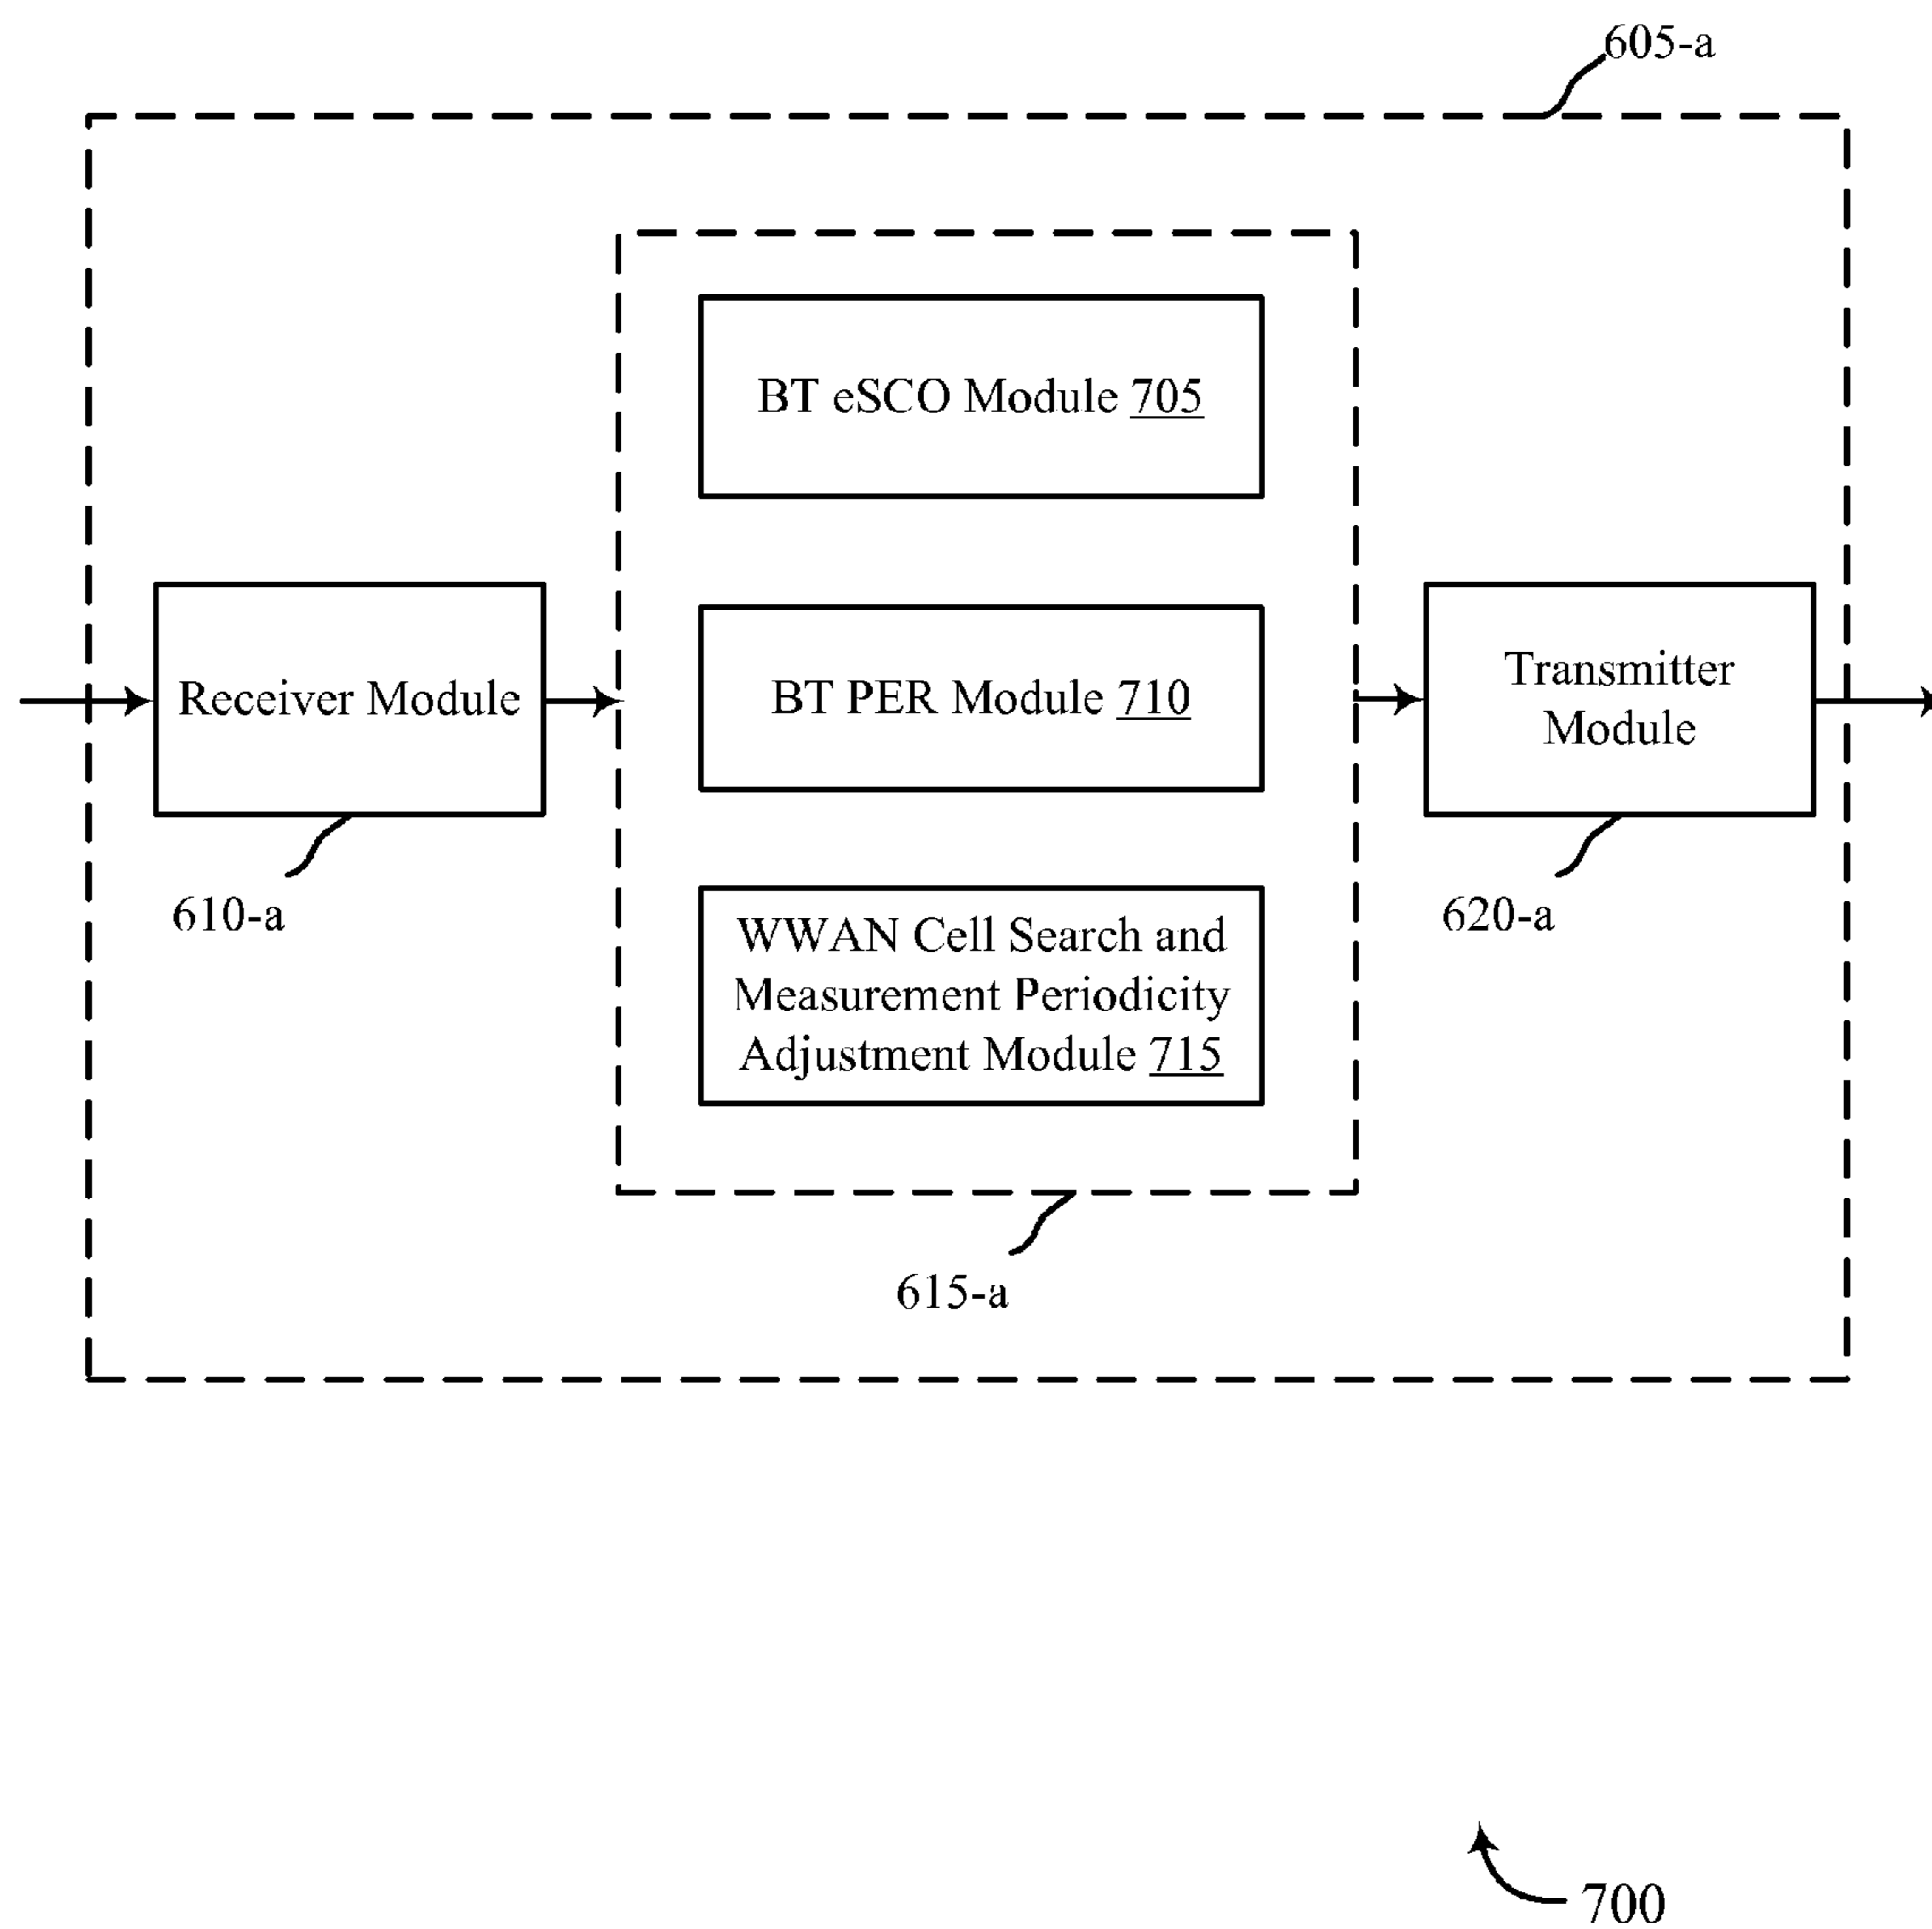 605-a
BT eSCO Module 705
Receiver Module
BT PER Module 710
Transmitter
Module
610-a
620-a
WWAN Cell Search and
Measurement Periodicity
Adjustment Module 715
615-a
700